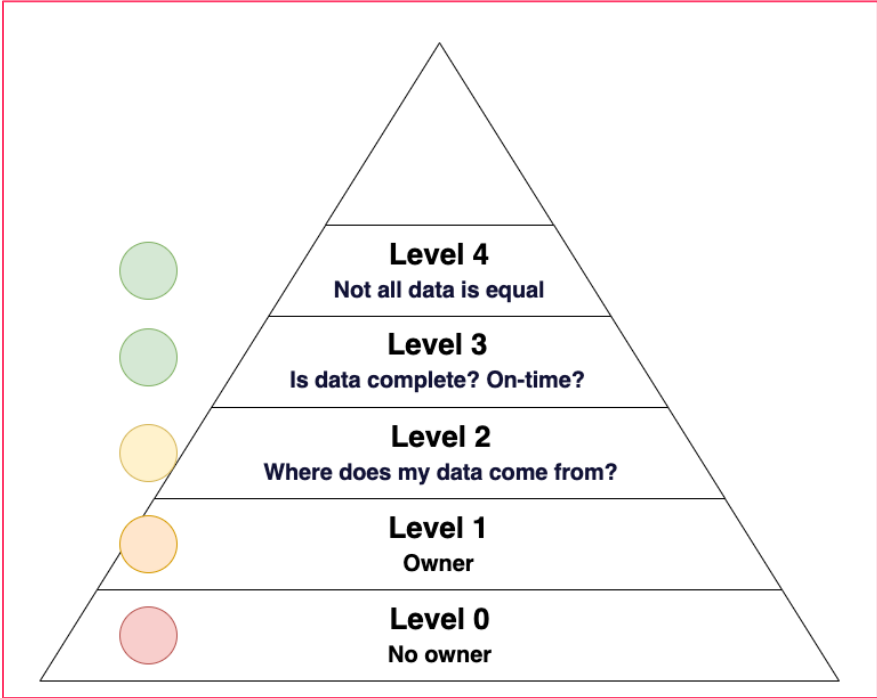 Level 4
Not all data is equal
Level 3
Is data complete? On-time?
Level 2
Where does my data come from?
Level 1
Owner
Level 0
No owner